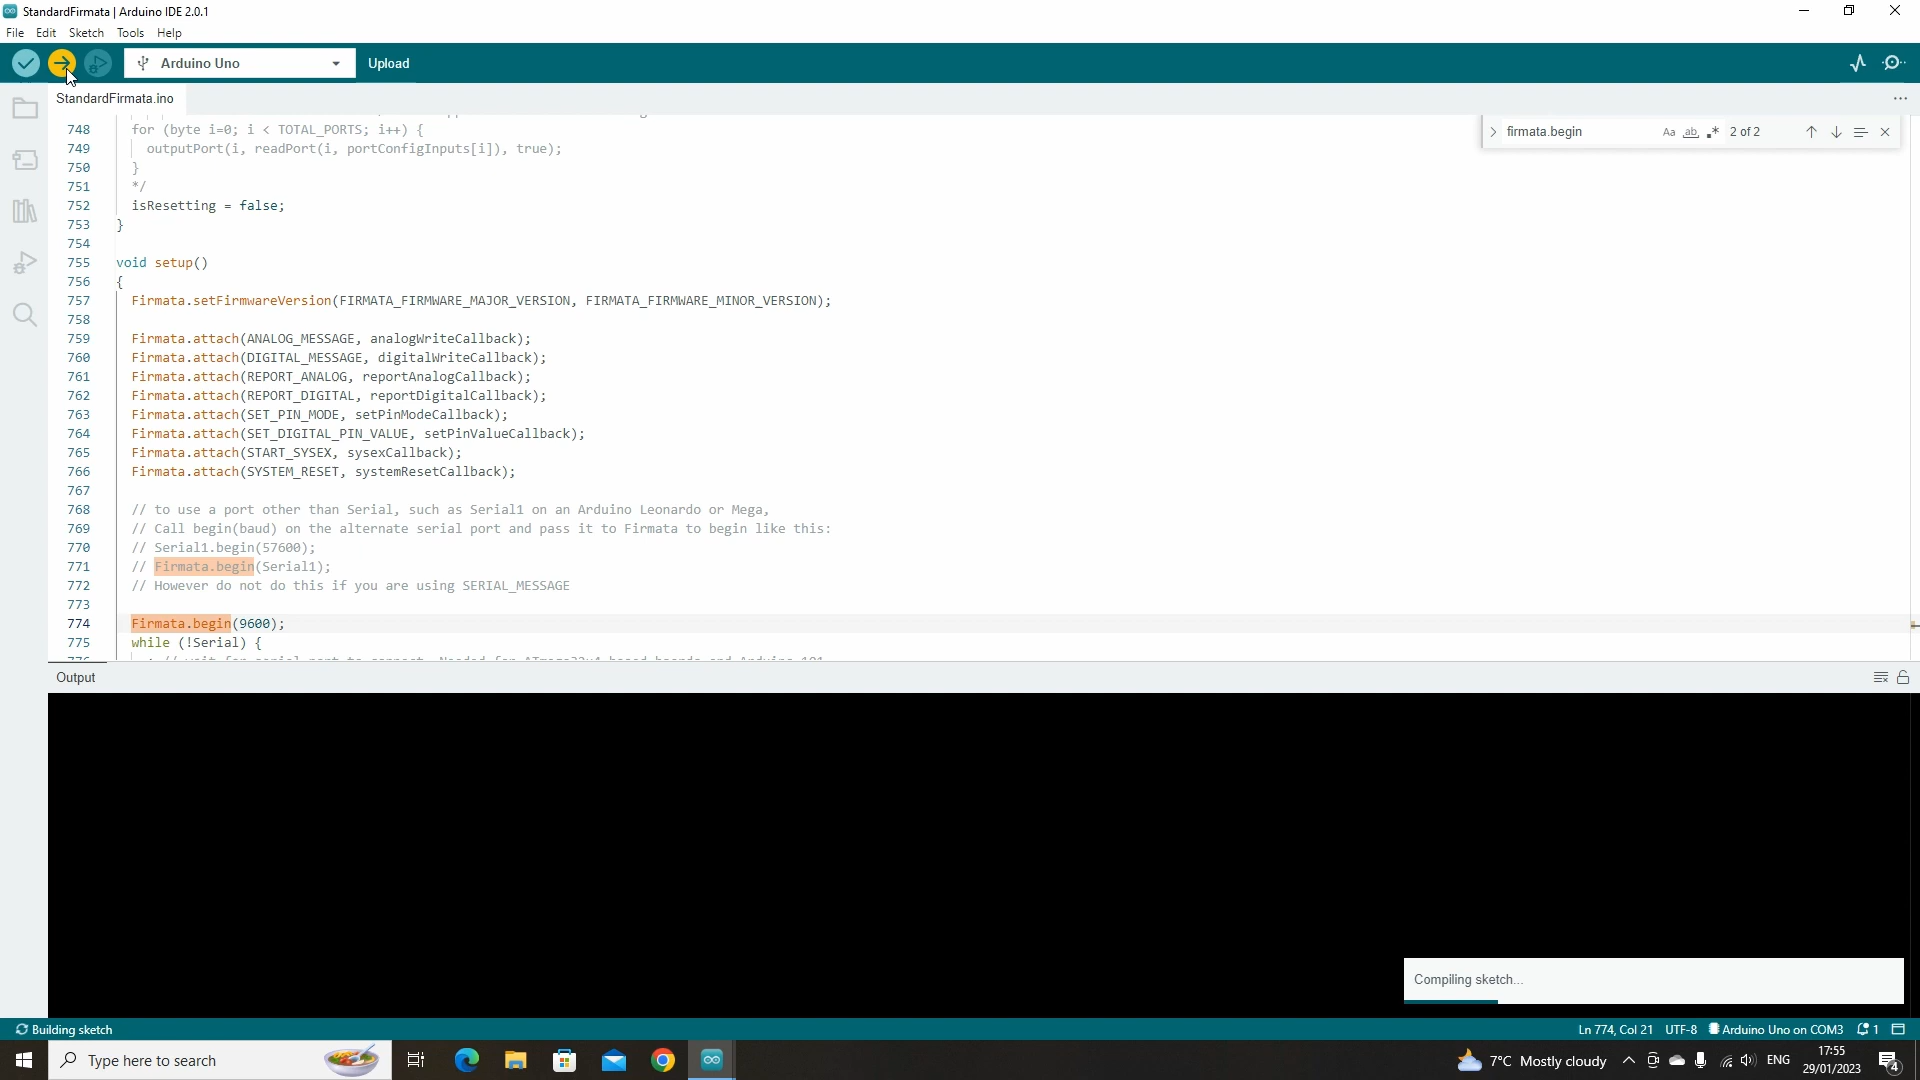 StandardFirmata | Arduino IDE 2.0.1
File Edit Sketch Tools Help
Arduino Uno Upload
StandardFirmata.ino
firmata.begin Aa ab 2 of 2
748 for (byte i=0; i < TOTAL_PORTS; i++) {
749 outputPort(i, readPort(i, portConfigInputs[i]), true);
750 }
751 */
752 isResetting = false;
753 }
754
755 void setup()
756 {
757 Firmata.setFirmwareVersion(FIRMATA_FIRMWARE_MAJOR_VERSION, FIRMATA_FIRMWARE_MINOR_VERSION);
758
759 Firmata.attach(ANALOG_MESSAGE, analogWriteCallback);
760 Firmata.attach(DIGITAL_MESSAGE, digitalWriteCallback);
761 Firmata.attach(REPORT_ANALOG, reportAnalogCallback);
762 Firmata.attach(REPORT_DIGITAL, reportDigitalCallback);
763 Firmata.attach(SET_PIN_MODE, setPinModeCallback);
764 Firmata.attach(SET_DIGITAL_PIN_VALUE, setPinValueCallback);
765 Firmata.attach(START_SYSEX, sysexCallback);
766 Firmata.attach(SYSTEM_RESET, systemResetCallback);
767
768 // to use a port other than Serial, such as Serial1 on an Arduino Leonardo or Mega,
769 // Call begin(baud) on the alternate serial port and pass it to Firmata to begin like this:
770 // Serial1.begin(57600);
771 // Firmata.begin(Serial1);
772 // However do not do this if you are using SERIAL_MESSAGE
773
774 Firmata.begin(9600);
775 while (!Serial) {
Output
Compiling sketch...
Building sketch Ln 774, Col 21 UTF-8 Arduino Uno on COM3 1
Type here to search 7°C Mostly cloudy ENG 17:55
29/01/2023 4